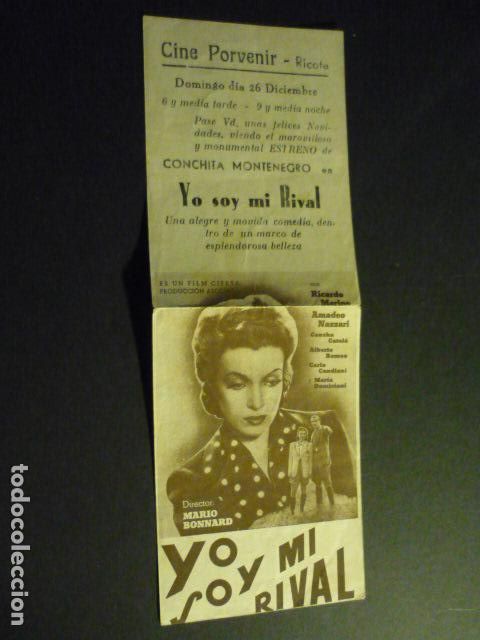 Cine Porvenir - Ricote
Domingo día 26 Diciembre
6 y media tarde - 9 y media noche
Pase Vd. unas felices Navi-
dades, viendo el maravilloso
y monumental ESTRENO de
CONCHITA MONTENEGRO en
Yo soy mi Rival
Una alegre y movida comedia, den-
tro de un marco de
esplendorosa belleza
ES UN FILM CIFESA
PRODUCCIÓN
con
Ricardo
Merino
Amadeo
Nazzari
Concha
Catalá
Alberto
Romea
Carlo
Candiani
María
Dominiani
Director:
MARIO
BONNARD
YO
SOY MI
RIVAL
todocoleccion